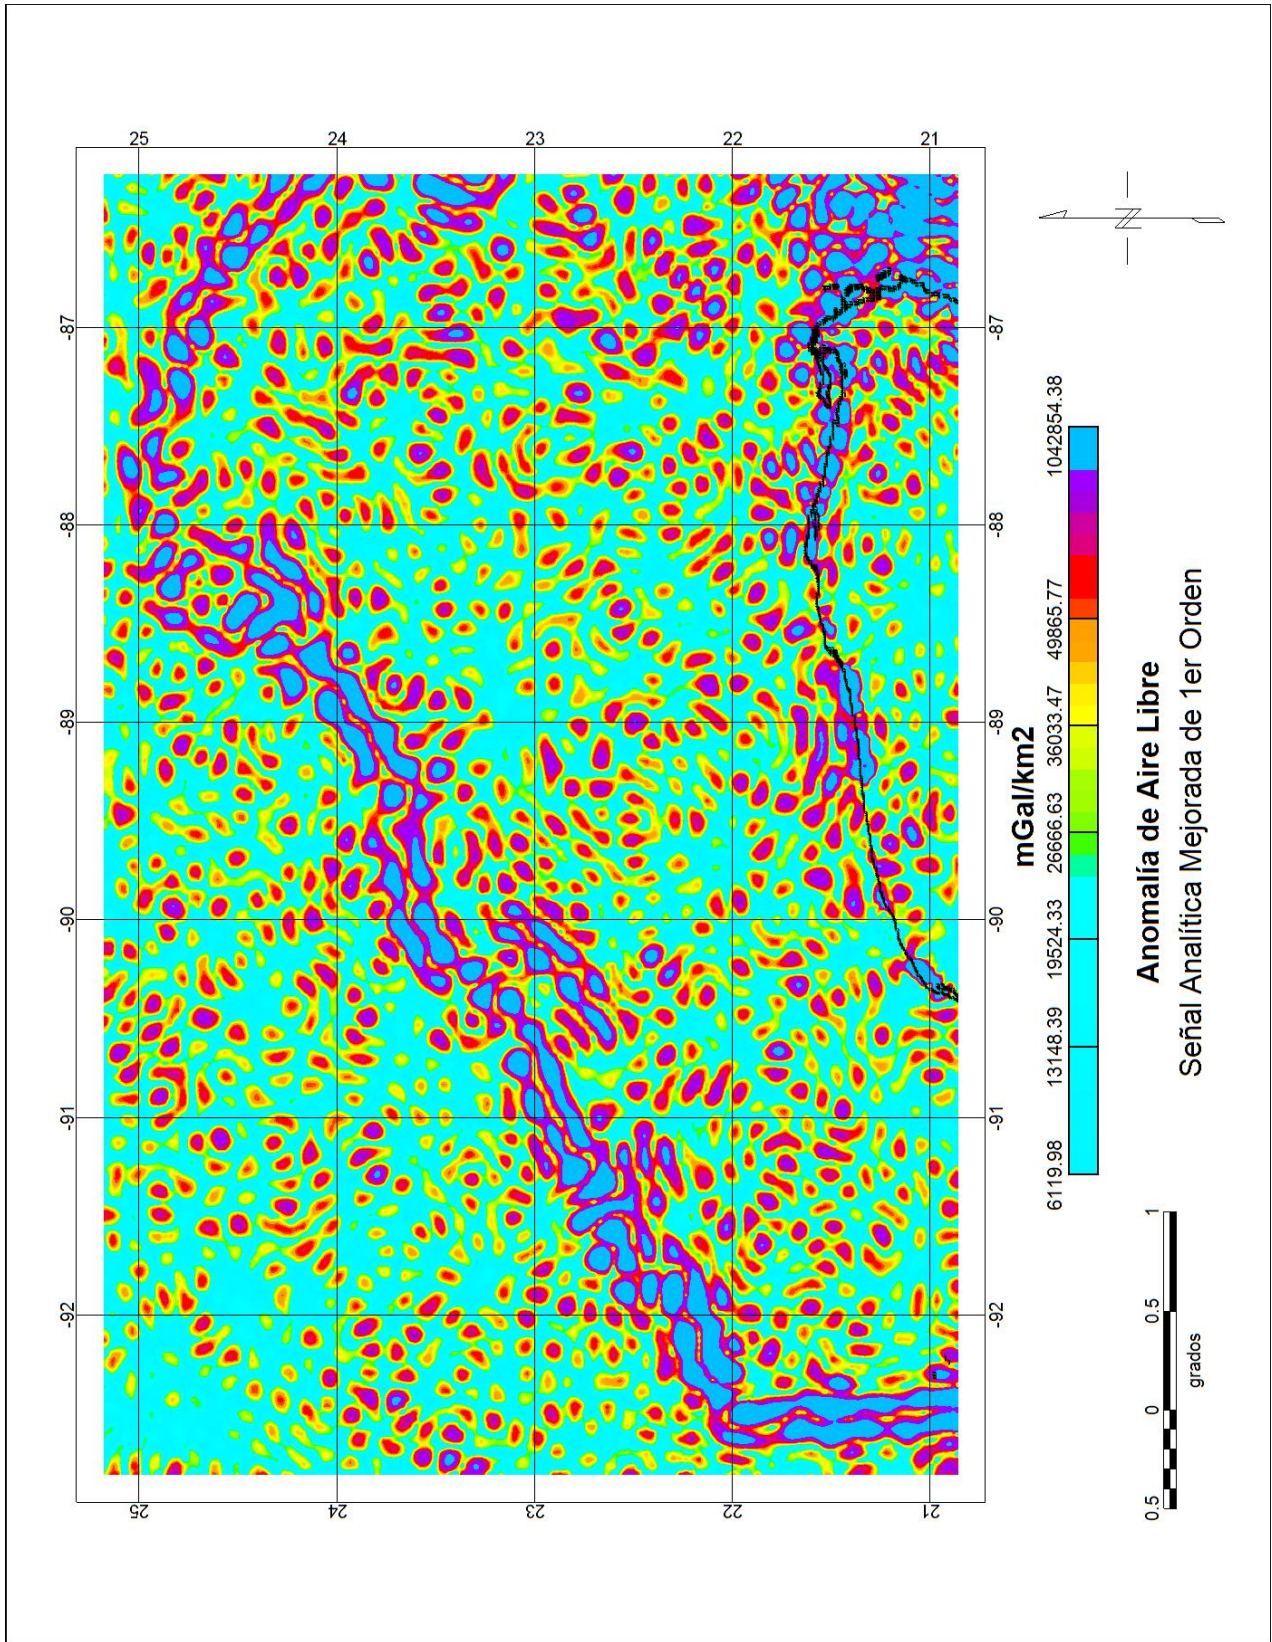 25 24 23 22 21
-87 -87
-88 -88
-89 -89
-90 -90
-91 -91
-92 -92
25 24 23 22 21
N
mGal/km2
6119.98 13148.39 19524.33 26666.63 36033.47 49865.77 1042854.38
Anomalía de Aire Libre
Señal Analítica Mejorada de 1er Orden
0.5 0 0.5 1
grados